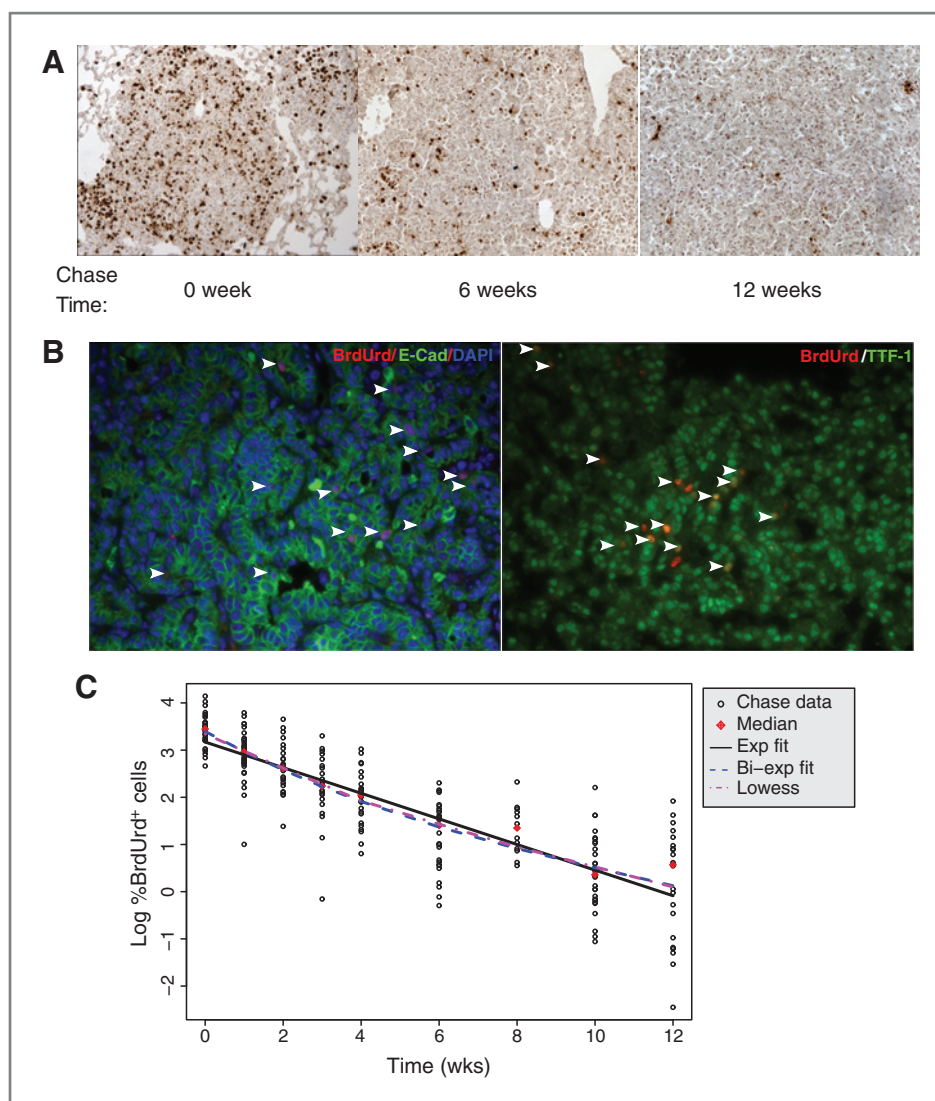 A
Chase
Time:
0 week
6 weeks
12 weeks
B
BrdUrd/E-Cad/DAPI
BrdUrd/TTF-1
C
Log %BrdUrd⁺ cells
4
3
2
1
0
−1
−2
0
2
4
6
8
10
12
Time (wks)
Chase data
Median
Exp fit
Bi−exp fit
Lowess